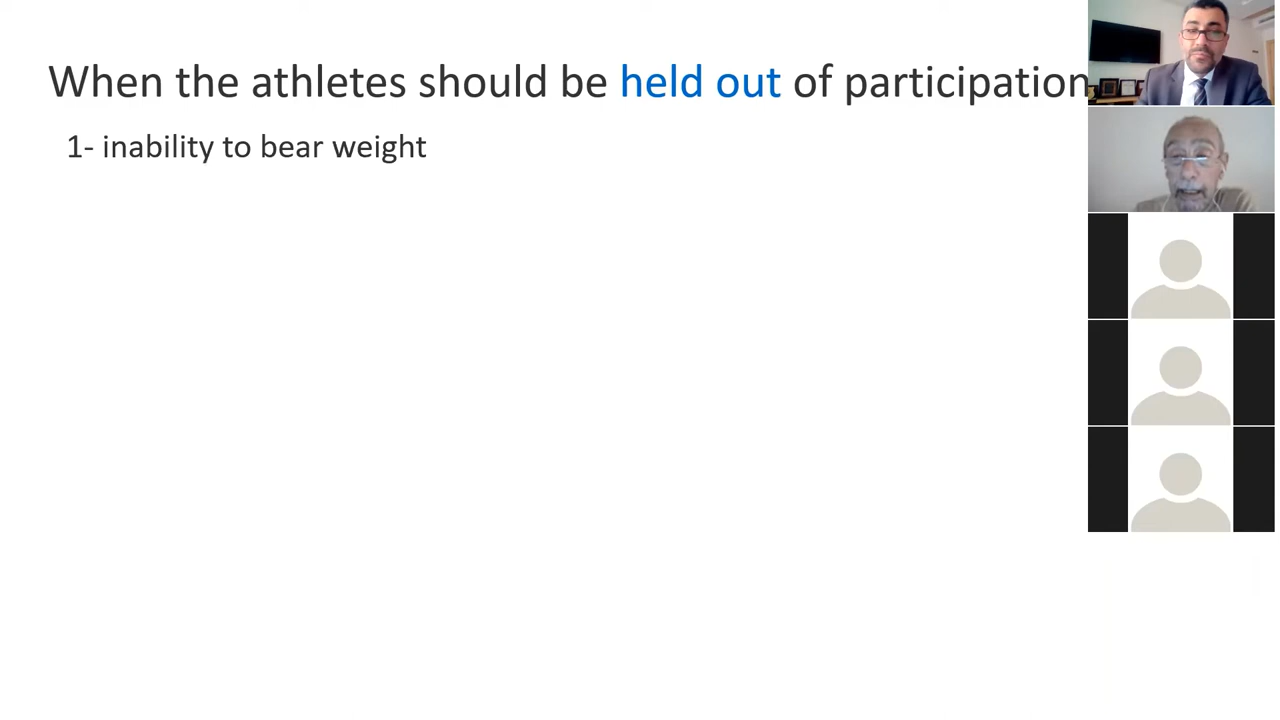 When the athletes should be held out of participation
1- inability to bear weight